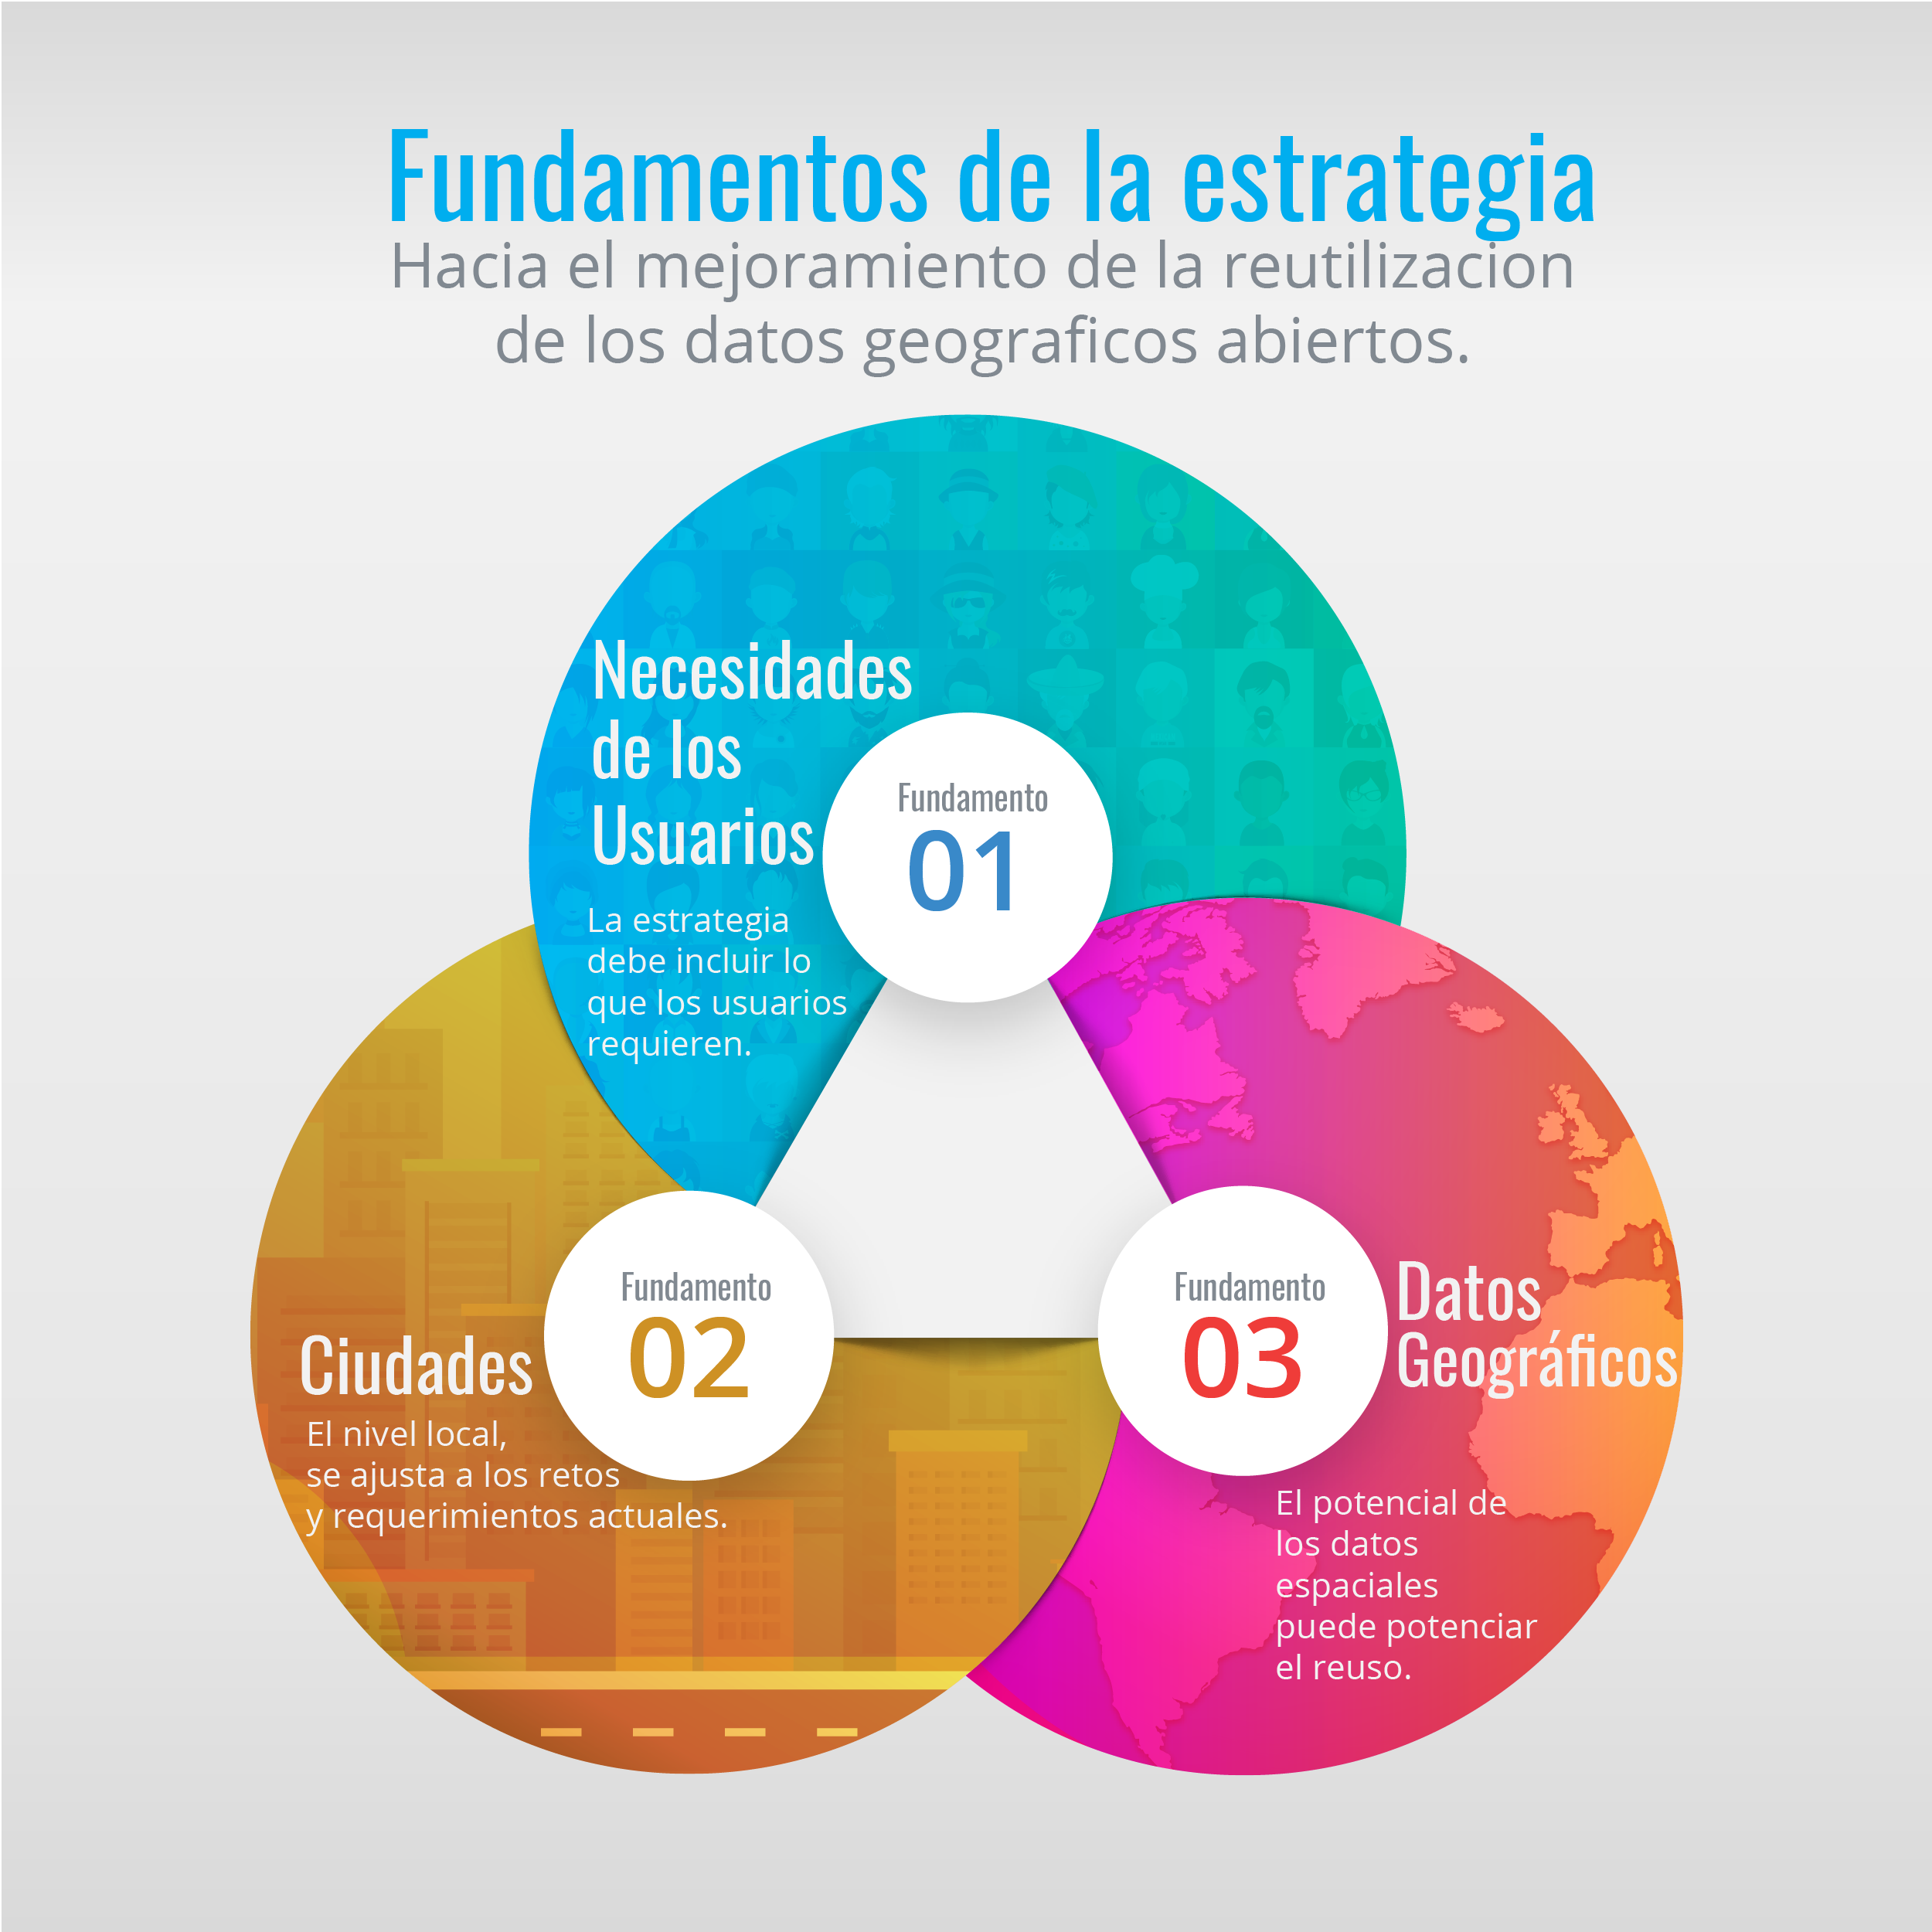 Fundamentos de la estrategia
Hacia el mejoramiento de la reutilizacion
de los datos geograficos abiertos.
Necesidades
de los
Usuarios
La estrategia
debe incluir lo
que los usuarios
requieren.
Fundamento
01
Fundamento
02
Ciudades
El nivel local,
se ajusta a los retos
y requerimientos actuales.
Fundamento
03
Datos
Geográficos
El potencial de
los datos
espaciales
puede potenciar
el reuso.